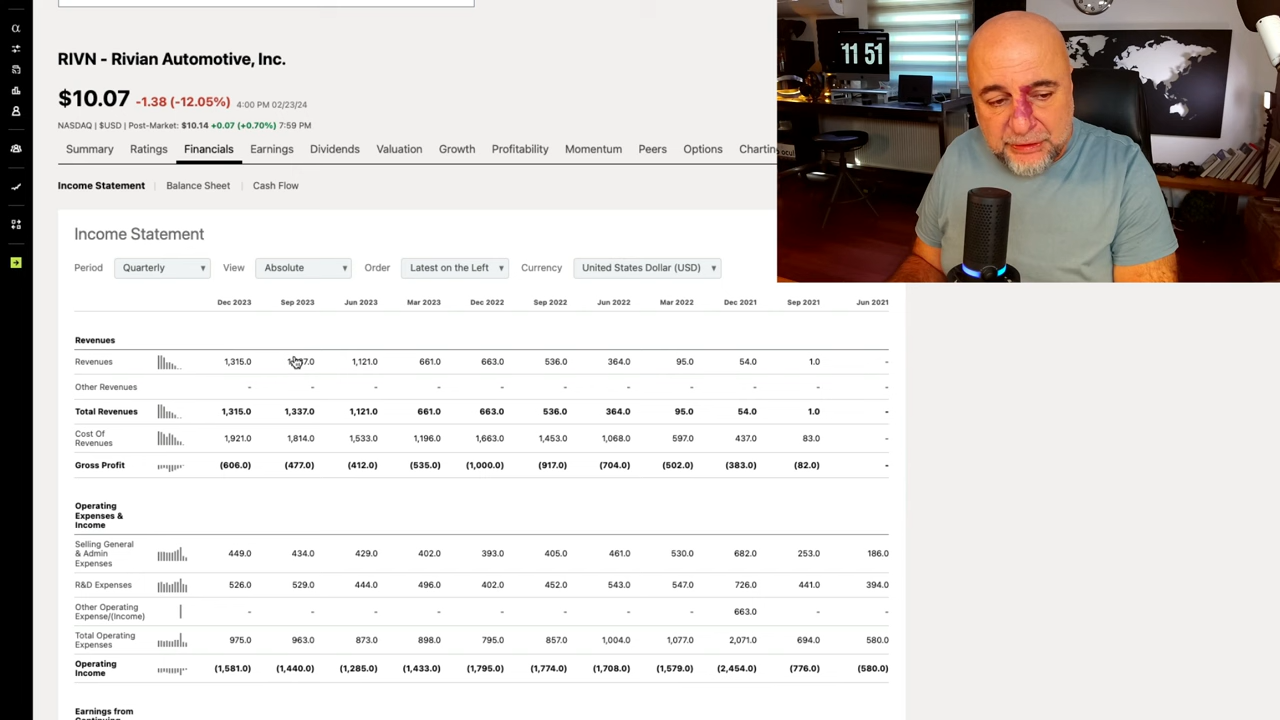 RIVN - Rivian Automotive, Inc.
$10.07 -1.38 (-12.05%) 4:00 PM 02/23/24
NASDAQ | $USD | Post-Market: $10.14 +0.07 (+0.70%) 7:59 PM
Summary Ratings Financials Earnings Dividends Valuation Growth Profitability Momentum Peers Options
Income Statement | Balance Sheet | Cash Flow
Income Statement
Period Quarterly View Absolute Order Latest on the Left Currency United States Dollar (USD)
Dec 2023 Sep 2023 Jun 2023 Mar 2023 Dec 2022 Sep 2022 Jun 2022 Mar 2022 Dec 2021 Sep 2021 Jun 2021
Revenues
Revenues 1,315.0 1,121.0 661.0 663.0 536.0 364.0 95.0 54.0 1.0 -
Other Revenues - - - - - - - - - - -
Total Revenues 1,315.0 1,337.0 1,121.0 661.0 663.0 536.0 364.0 95.0 54.0 1.0 -
Cost Of
Revenues 1,921.0 1,814.0 1,533.0 1,196.0 1,663.0 1,453.0 1,068.0 597.0 437.0 83.0 -
Gross Profit (606.0) (477.0) (412.0) (535.0) (1,000.0) (917.0) (704.0) (502.0) (383.0) (82.0) -
Operating
Expenses &
Income
Selling General
& Admin 449.0 434.0 429.0 402.0 393.0 405.0 461.0 530.0 682.0 253.0 186.0
Expenses
R&D Expenses 526.0 529.0 444.0 496.0 402.0 452.0 543.0 547.0 726.0 441.0 394.0
Other Operating
Expense/(Income) - - - - - - - - 663.0 - -
Total Operating
Expenses 975.0 963.0 873.0 898.0 795.0 857.0 1,004.0 1,077.0 2,071.0 694.0 580.0
Operating
Income (1,581.0) (1,440.0) (1,285.0) (1,433.0) (1,795.0) (1,774.0) (1,708.0) (1,579.0) (2,454.0) (776.0) (580.0)
Earnings from
11 51